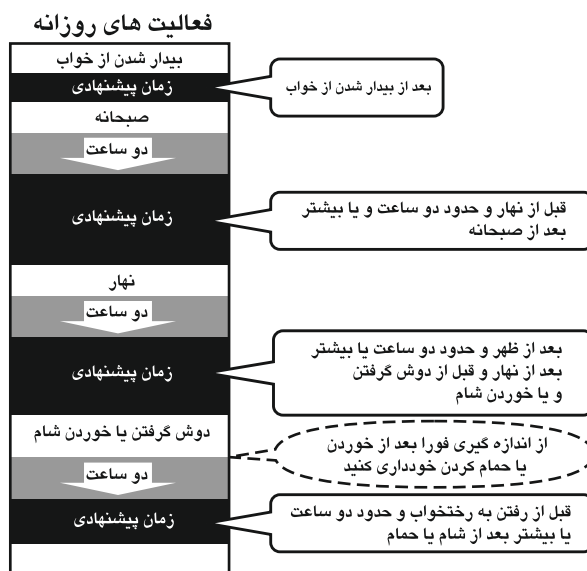 فعالیت های روزانه
بیدار شدن از خواب
زمان پیشنهادی
بعد از بیدار شدن از خواب
صبحانه
دو ساعت
زمان پیشنهادی
قبل از نهار و حدود دو ساعت و یا بیشتر
بعد از صبحانه
نهار
دو ساعت
زمان پیشنهادی
بعد از ظهر و حدود دو ساعت یا بیشتر
بعد از نهار و قبل از دوش گرفتن
و یا خوردن شام
دوش گرفتن یا خوردن شام
از اندازه گیری فورا بعد از خوردن
یا حمام کردن خودداری کنید
دو ساعت
زمان پیشنهادی
قبل از رفتن به رختخواب و حدود دو ساعت
یا بیشتر بعد از شام یا حمام